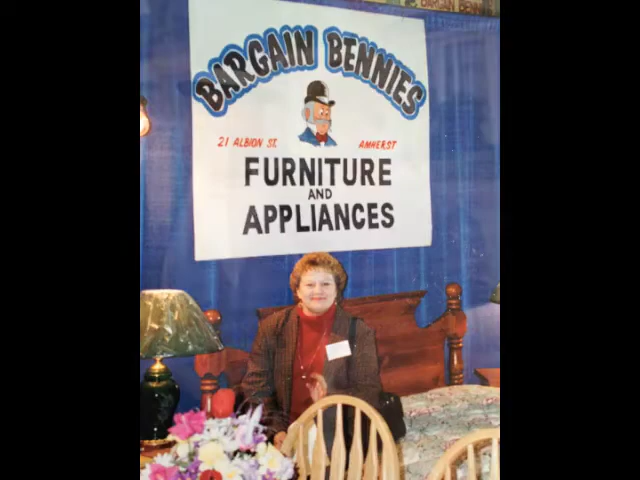 BARGAIN BENNIES
21 ALBION ST. AMHERST
FURNITURE
AND
APPLIANCES